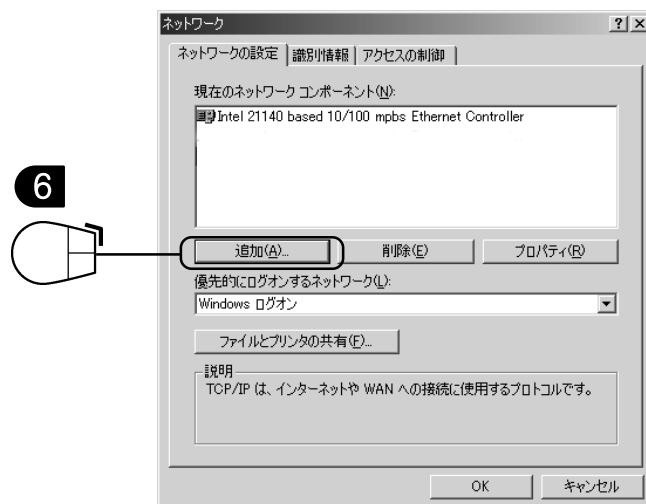 ネットワーク
ネットワークの設定 識別情報 アクセスの制御
現在のネットワーク コンポーネント(N):
Intel 21140 based 10/100 mpbs Ethernet Controller
6
追加(A)... 削除(E) プロパティ(R)
優先的にログオンするネットワーク(L):
Windows ログオン
ファイルとプリンタの共有(F)...
説明
TCP/IP は、インターネットや WAN への接続に使用するプロトコルです。
OK キャンセル